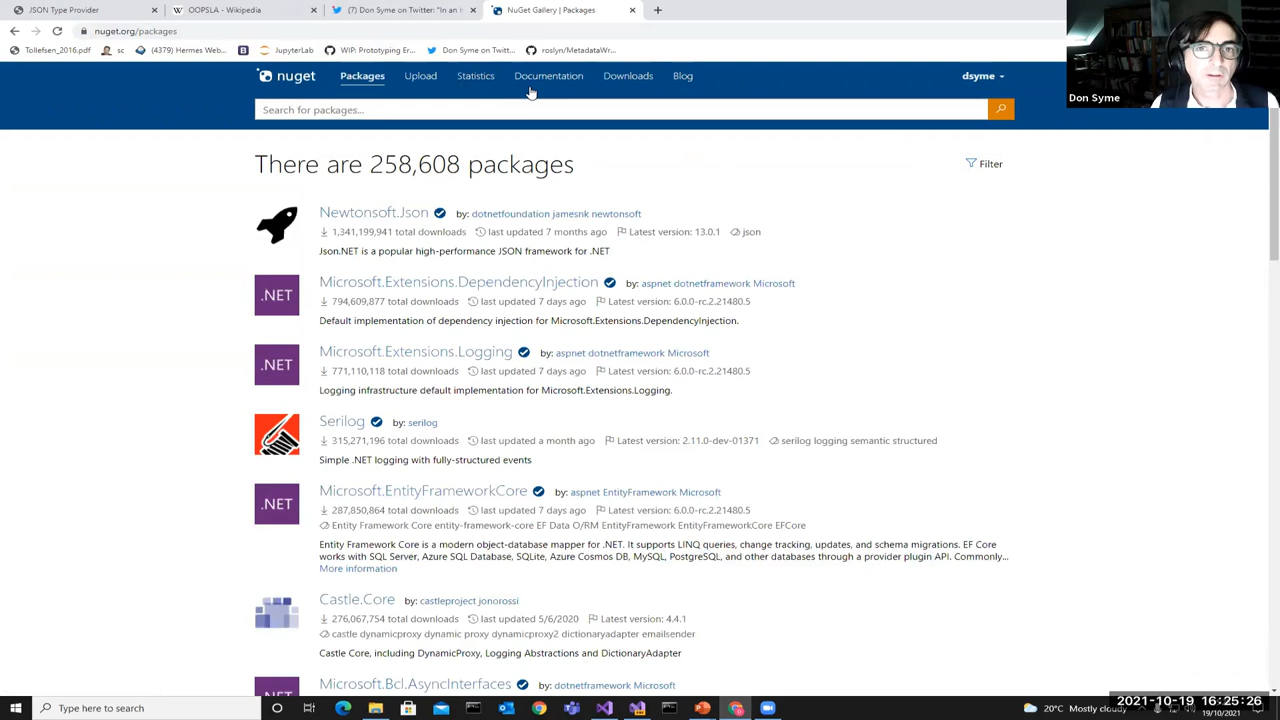 JSON Type Provider
OOPSLA - Wikipedia
(7) Don Syme on Twitter: "In an i
NuGet Gallery | Packages
nuget.org/packages
Tollefsen_2016.pdf
sc
(4379) Hermes Web...
JupyterLab
WIP: Prototyping Er...
Don Syme on Twitt...
roslyn/MetadataWr...
nuget
Packages
Upload
Statistics
Documentation
Downloads
Blog
dsyme
Don Syme
Search for packages...
There are 258,608 packages
Filter
Newtonsoft.Json by: dotnetfoundation jamesnk newtonsoft
1,341,199,941 total downloads last updated 7 months ago Latest version: 13.0.1 json
Json.NET is a popular high-performance JSON framework for .NET
.NET
Microsoft.Extensions.DependencyInjection by: aspnet dotnetframework Microsoft
794,609,877 total downloads last updated 7 days ago Latest version: 6.0.0-rc.2.21480.5
Default implementation of dependency injection for Microsoft.Extensions.DependencyInjection.
.NET
Microsoft.Extensions.Logging by: aspnet dotnetframework Microsoft
771,110,118 total downloads last updated 7 days ago Latest version: 6.0.0-rc.2.21480.5
Logging infrastructure default implementation for Microsoft.Extensions.Logging.
Serilog by: serilog
315,271,196 total downloads last updated a month ago Latest version: 2.11.0-dev-01371 serilog logging semantic structured
Simple .NET logging with fully-structured events
.NET
Microsoft.EntityFrameworkCore by: aspnet EntityFramework Microsoft
287,850,864 total downloads last updated 7 days ago Latest version: 6.0.0-rc.2.21480.5
Entity Framework Core entity-framework-core EF Data O/RM EntityFramework EntityFrameworkCore EFCore
Entity Framework Core is a modern object-database mapper for .NET. It supports LINQ queries, change tracking, updates, and schema migrations. EF Core
works with SQL Server, Azure SQL Database, SQLite, Azure Cosmos DB, MySQL, PostgreSQL, and other databases through a provider plugin API. Commonly...
More information
Castle.Core by: castleproject jonorossi
276,067,754 total downloads last updated 5/6/2020 Latest version: 4.4.1
castle dynamicproxy dynamic proxy dynamicproxy2 dictionaryadapter emailsender
Castle Core, including DynamicProxy, Logging Abstractions and DictionaryAdapter
.NET
Microsoft.Bcl.AsyncInterfaces by: dotnetframework Microsoft
Type here to search
20°C Mostly cloudy
2021-10-19 16:25:26
19/10/2021